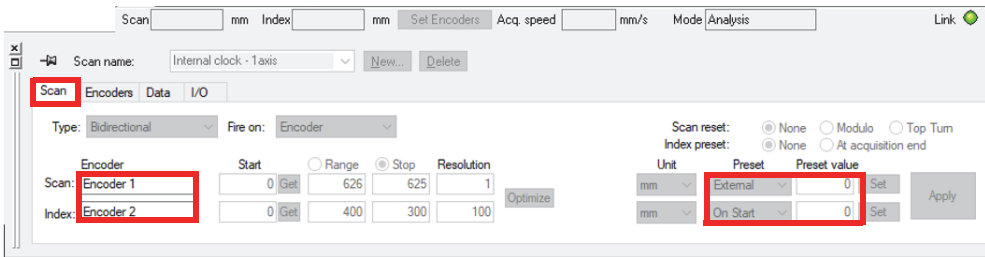 Scan mm Index mm Set Encoders Acq. speed mm/s Mode Analysis Link
Scan name: Internal clock - 1axis New... Delete
Scan Encoders Data I/O
Type: Bidirectional Fire on: Encoder Scan reset: None Modulo Top Turn
Index preset: None At acquisition end
Encoder Start Range Stop Resolution Unit Preset Preset value
Scan: Encoder 1 0 Get 626 625 1 Optimize mm External 0 Set Apply
Index: Encoder 2 0 Get 400 300 100 mm On Start 0 Set